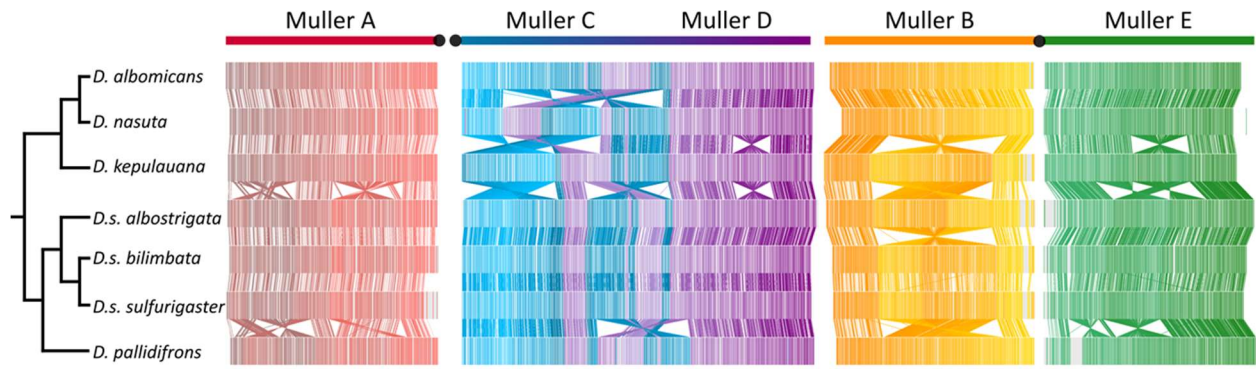 Muller A Muller C Muller D Muller B Muller E
D. albomicans
D. nasuta
D. kepulauana
D.s. albostrigata
D.s. bilimbata
D.s. sulfurigaster
D. pallidifrons